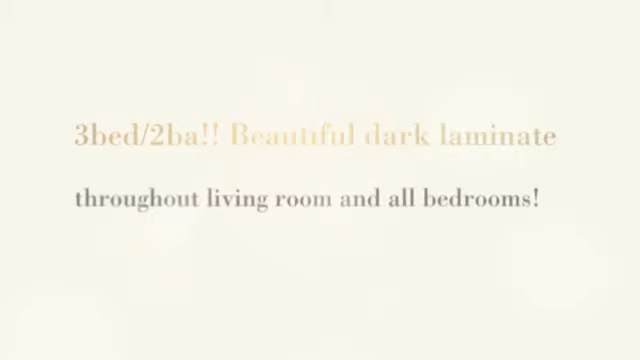 3bed/2ba!! Beautiful dark laminate
throughout living room and all bedrooms!